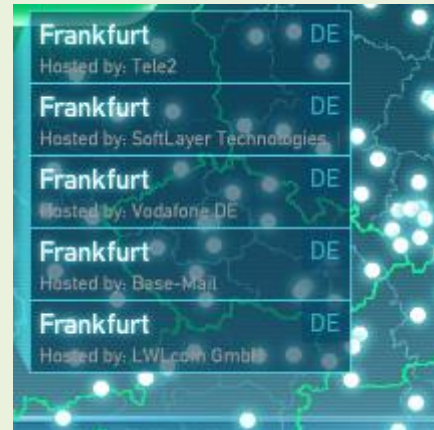 Frankfurt DE
Hosted by: Tele2
Frankfurt DE
Hosted by: SoftLayer Technologies,
Frankfurt DE
Hosted by: Vodafone DE
Frankfurt DE
Hosted by: Base-Mail
Frankfurt DE
Hosted by: LWLcom GmbH